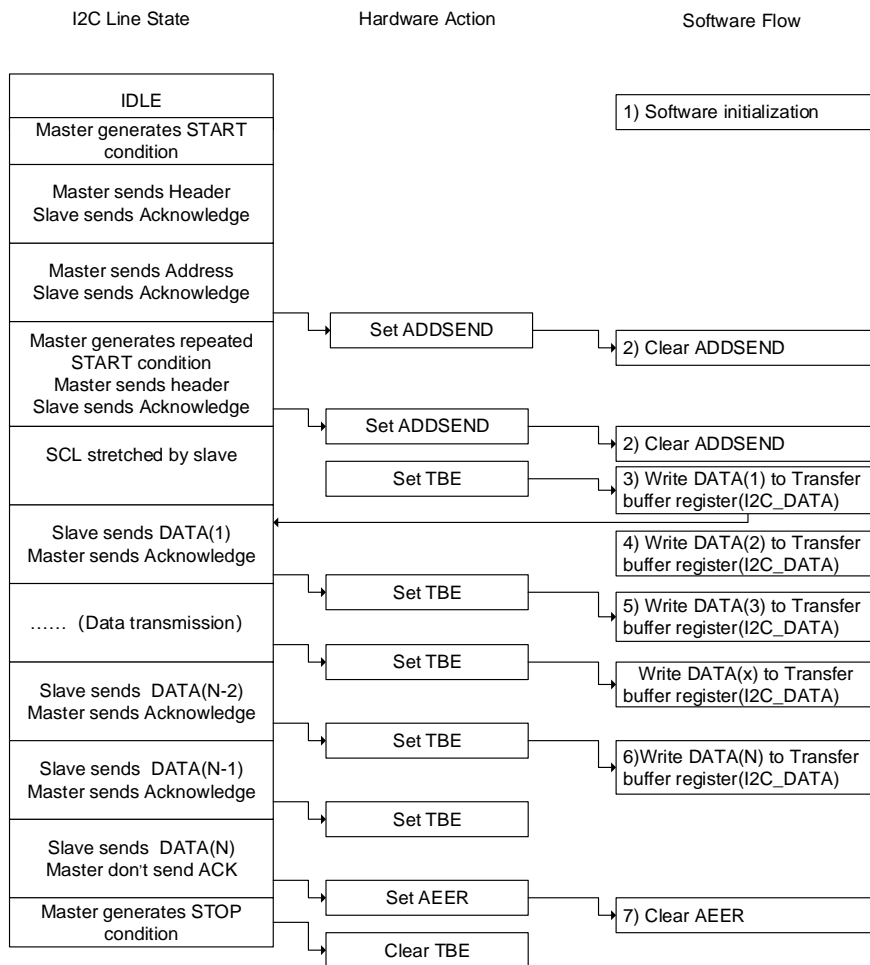 I2C Line State
Hardware Action
Software Flow
IDLE
1) Software initialization
Master generates START
condition
Master sends Header
Slave sends Acknowledge
Master sends Address
Slave sends Acknowledge
Set ADDSEND
2) Clear ADDSEND
Master generates repeated
START condition
Master sends header
Slave sends Acknowledge
Set ADDSEND
2) Clear ADDSEND
SCL stretched by slave
Set TBE
3) Write DATA(1) to Transfer
buffer register(I2C_DATA)
Slave sends DATA(1)
Master sends Acknowledge
4) Write DATA(2) to Transfer
buffer register(I2C_DATA)
Set TBE
5) Write DATA(3) to Transfer
buffer register(I2C_DATA)
…… (Data transmission)
Set TBE
Write DATA(x) to Transfer
buffer register(I2C_DATA)
Slave sends DATA(N-2)
Master sends Acknowledge
Set TBE
6)Write DATA(N) to Transfer
buffer register(I2C_DATA)
Slave sends DATA(N-1)
Master sends Acknowledge
Set TBE
Slave sends DATA(N)
Master don't send ACK
Set AEER
7) Clear AEER
Master generates STOP
condition
Clear TBE